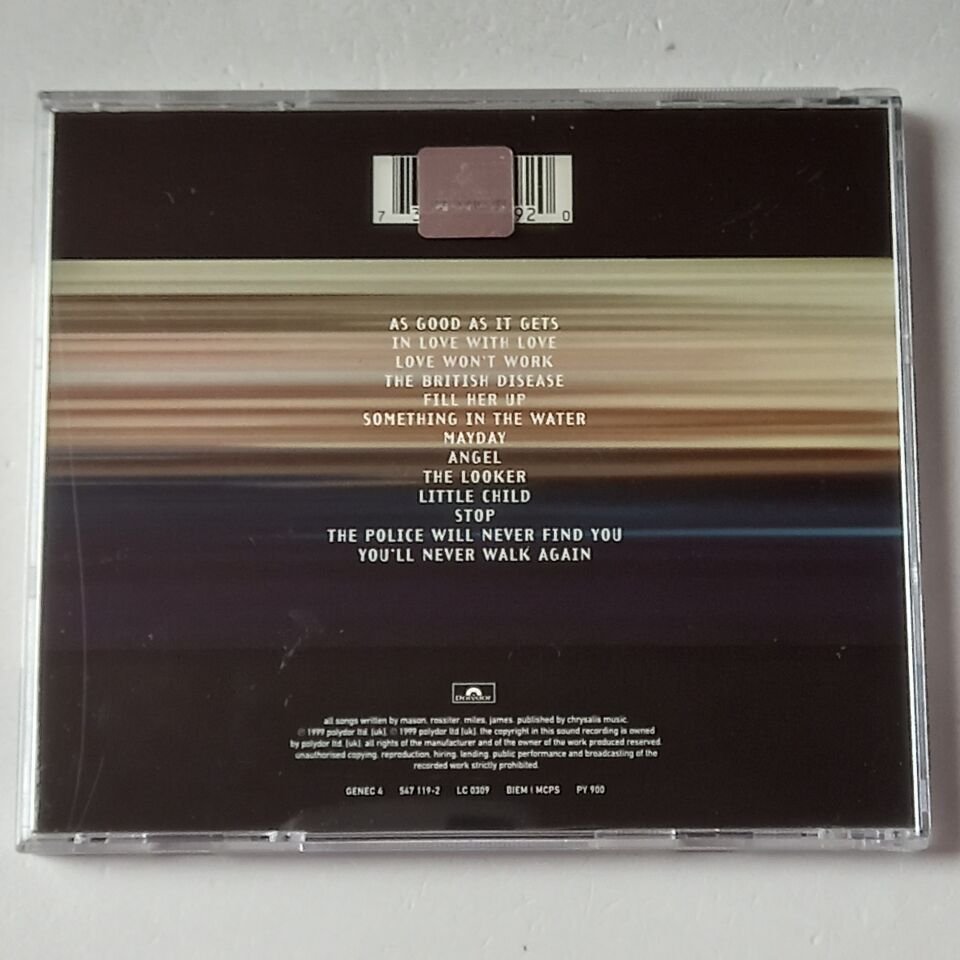 7 3 92 0
AS GOOD AS IT GETS
IN LOVE WITH LOVE
LOVE WON'T WORK
THE BRITISH DISEASE
FILL HER UP
SOMETHING IN THE WATER
MAYDAY
ANGEL
THE LOOKER
LITTLE CHILD
STOP
THE POLICE WILL NEVER FIND YOU
YOU'LL NEVER WALK AGAIN
Polydor
all songs written by mason, rossiter, miles, james. published by chrysalis music.
℗ 1999 polydor ltd. (uk). © 1999 polydor ltd (uk). the copyright in this sound recording is owned
by polydor ltd. (uk). all rights of the manufacturer and of the owner of the work produced reserved.
unauthorised copying, reproduction, hiring, lending, public performance and broadcasting of the
recorded work strictly prohibited.
GENEC 4 547 119-2 LC 0309 BIEM | MCPS PY 900